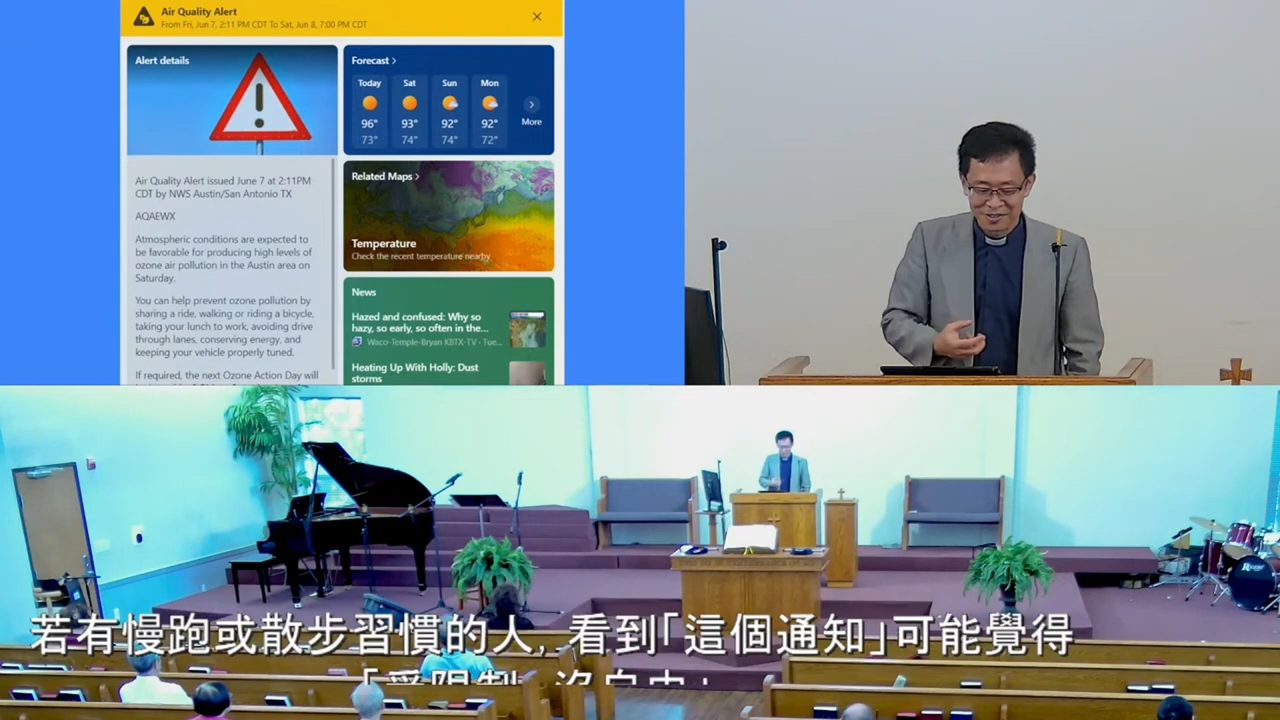 Air Quality Alert
From Fri, Jun 7, 2:11 PM CDT To Sat, Jun 8, 7:00 PM CDT
Alert details
Air Quality Alert issued June 7 at 2:11PM
CDT by NWS Austin/San Antonio TX
AQAEWX
Atmospheric conditions are expected to
be favorable for producing high levels of
ozone air pollution in the Austin area on
Saturday.
You can help prevent ozone pollution by
sharing a ride, walking or riding a bicycle,
taking your lunch to work, avoiding drive
through lanes, conserving energy, and
keeping your vehicle properly tuned.
If required, the next Ozone Action Day will
Forecast >
Today Sat Sun Mon
96° 93° 92° 92°
73° 74° 74° 72°
More
Related Maps >
Temperature
Check the recent temperature nearby
News
Hazed and confused: Why so
hazy, so early, so often in the...
Waco-Temple-Bryan KBTX-TV · Tue...
Heating Up With Holly: Dust
storms
若有慢跑或散步習慣的人, 看到「這個通知」可能覺得